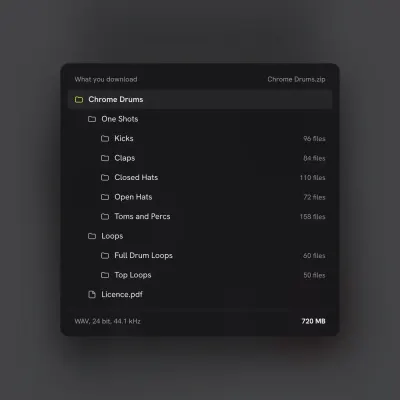 What you download Chrome Drums.zip
Chrome Drums
One Shots
Kicks 96 files
Claps 84 files
Closed Hats 110 files
Open Hats 72 files
Toms and Percs 158 files
Loops
Full Drum Loops 60 files
Top Loops 50 files
Licence.pdf
WAV, 24 bit, 44.1 kHz 720 MB